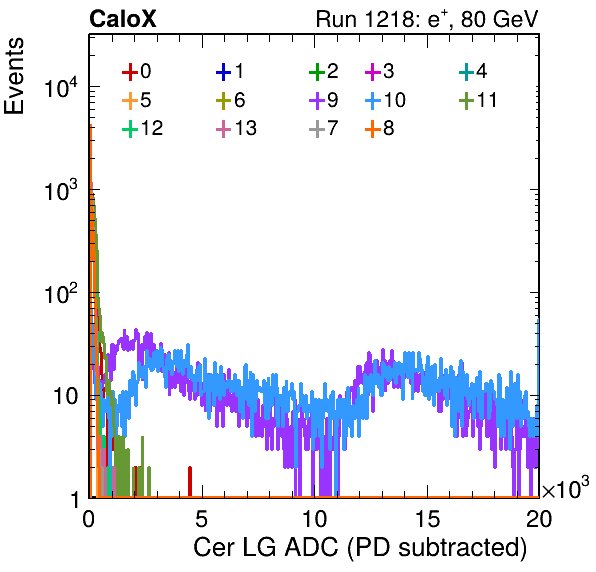 CaloX Run 1218: e⁺, 80 GeV
Events
0 1 2 3 4
5 6 9 10 11
12 13 7 8
10⁴
10³
10²
10
1
0 5 10 15 20
×10³
Cer LG ADC (PD subtracted)